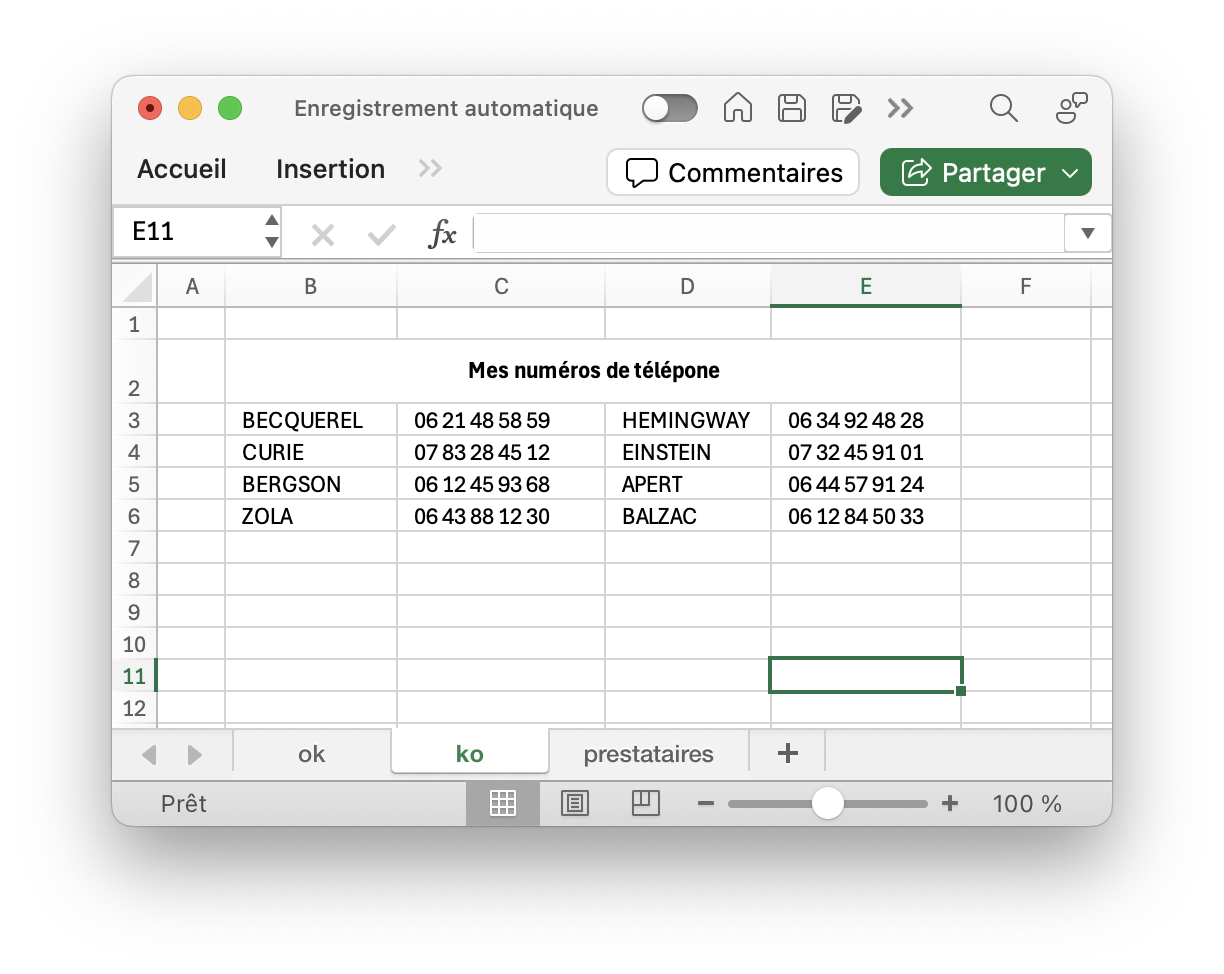 Enregistrement automatique
Accueil Insertion Commentaires Partager
E11 fx
A B C D E F
1
2 Mes numéros de télépone
3 BECQUEREL 06 21 48 58 59 HEMINGWAY 06 34 92 48 28
4 CURIE 07 83 28 45 12 EINSTEIN 07 32 45 91 01
5 BERGSON 06 12 45 93 68 APERT 06 44 57 91 24
6 ZOLA 06 43 88 12 30 BALZAC 06 12 84 50 33
7
8
9
10
11
12
ok ko prestataires
Prêt 100 %